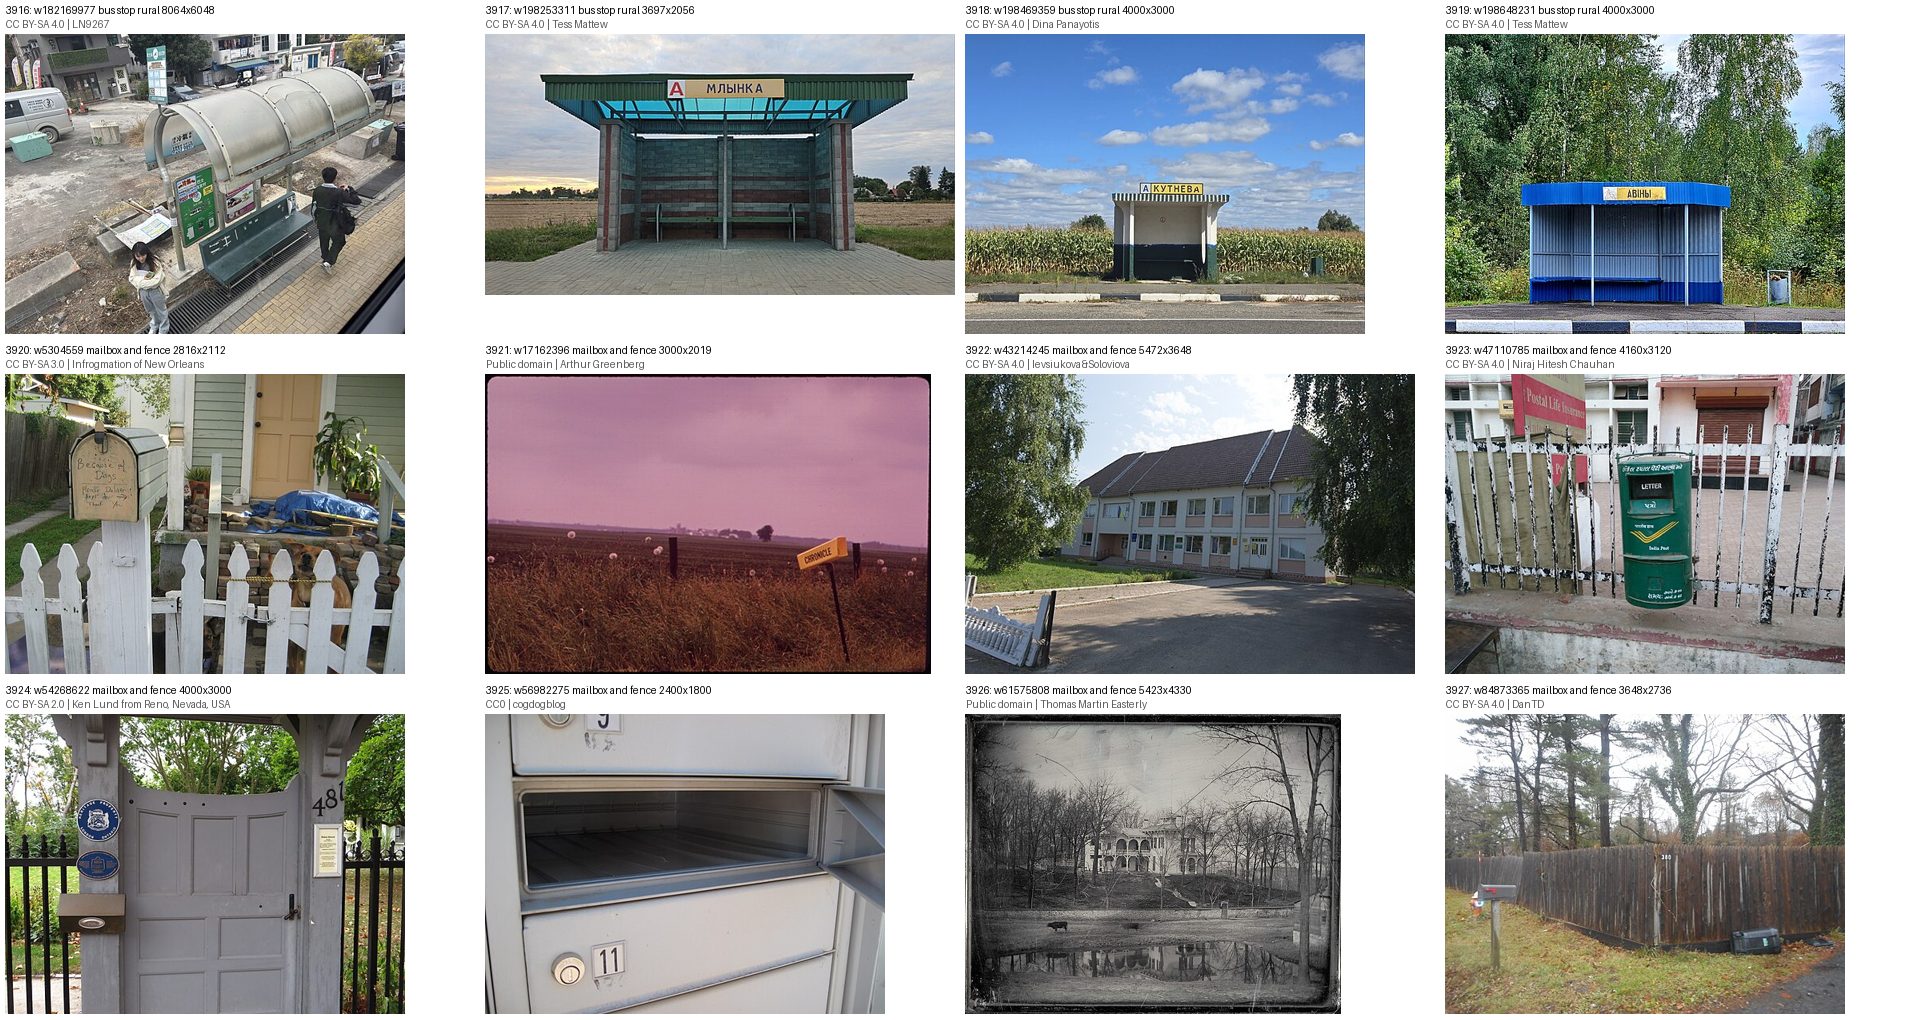 3916: w182169977 busstop rural 8064x6048
CC BY-SA 4.0 | LN9267
3917: w198253311 busstop rural 3697x2056
CC BY-SA 4.0 | Tess Mattew
3918: w198469359 busstop rural 4000x3000
CC BY-SA 4.0 | Dina Panayotis
3919: w198648231 busstop rural 4000x3000
CC BY-SA 4.0 | Tess Mattew
А МЛЫНКА
А КУТНЕВА
АВІНЫ
3920: w5304559 mailbox and fence 2816x2112
CC BY-SA 3.0 | Infrogmation of New Orleans
3921: w17162396 mailbox and fence 3000x2019
Public domain | Arthur Greenberg
3922: w43214245 mailbox and fence 5472x3648
CC BY-SA 4.0 | Ievsiukova&Soloviova
3923: w47110785 mailbox and fence 4160x3120
CC BY-SA 4.0 | Niraj Hitesh Chauhan
Because of
Dogs
CHRONICLE
Postal Life Insurance
LETTER
India Post
3924: w54268622 mailbox and fence 4000x3000
CC BY-SA 2.0 | Ken Lund from Reno, Nevada, USA
3925: w56982275 mailbox and fence 2400x1800
CC0 | cogdogblog
3926: w61575808 mailbox and fence 5423x4330
Public domain | Thomas Martin Easterly
3927: w84873365 mailbox and fence 3648x2736
CC BY-SA 4.0 | DanTD
481
9
11
380